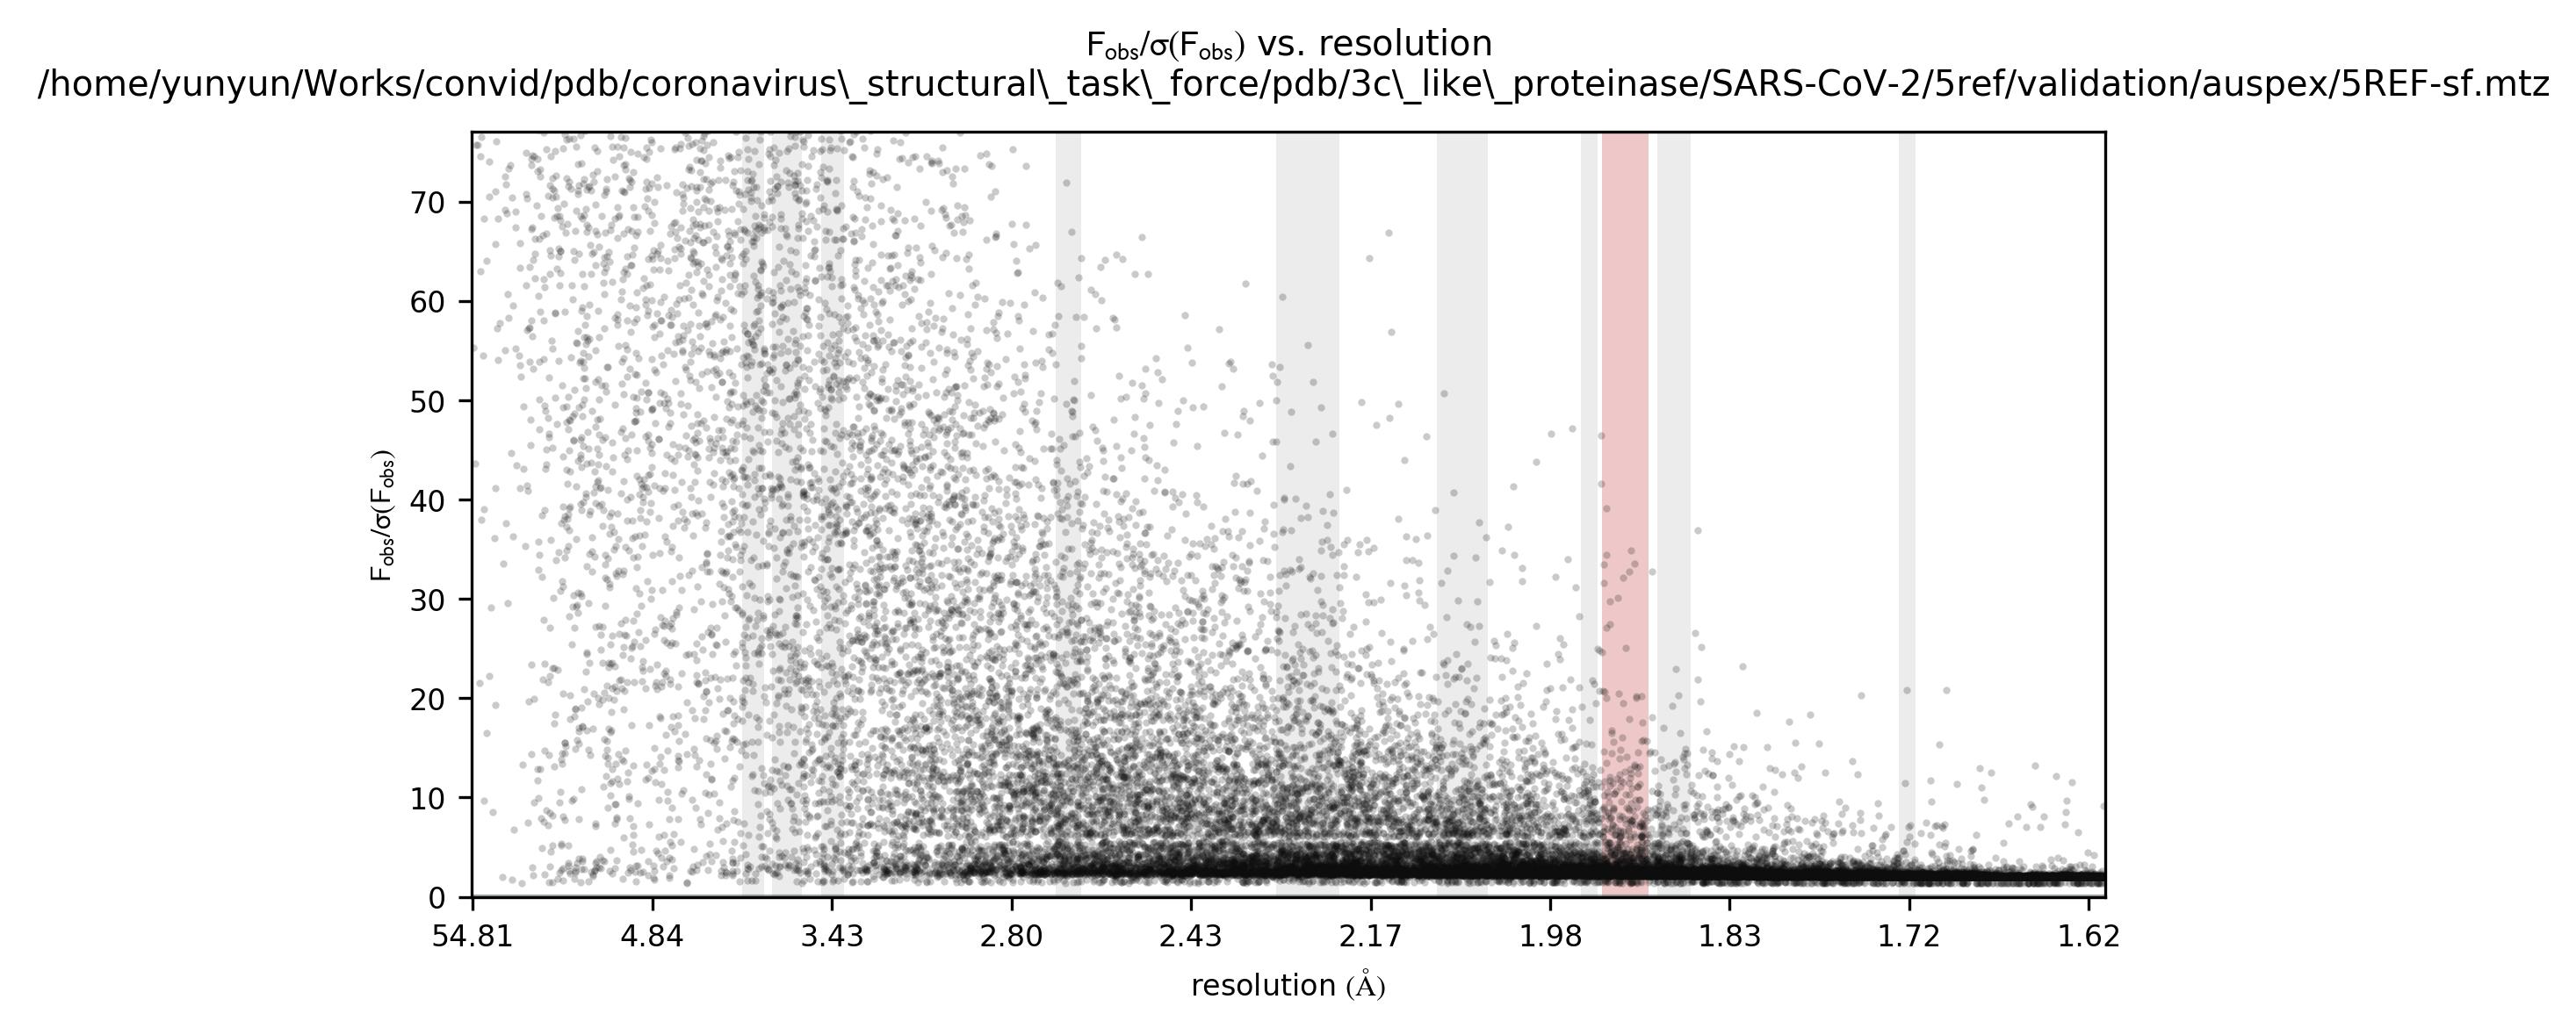 Fobs/σ(Fobs) vs. resolution
/home/yunyun/Works/convid/pdb/coronavirus\_structural\_task\_force/pdb/3c\_like\_proteinase/SARS-CoV-2/5ref/validation/auspex/5REF-sf.mtz
Fobs/σ(Fobs)
70
60
50
40
30
20
10
0
54.81 4.84 3.43 2.80 2.43 2.17 1.98 1.83 1.72 1.62
resolution (Å)